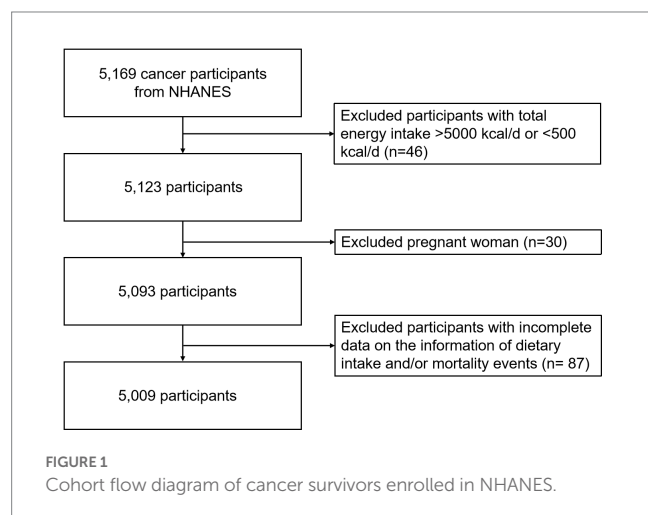 5,169 cancer participants
from NHANES
Excluded participants with total
energy intake >5000 kcal/d or <500
kcal/d (n=46)
5,123 participants
Excluded pregnant woman (n=30)
5,093 participants
Excluded participants with incomplete
data on the information of dietary
intake and/or mortality events (n= 87)
5,009 participants
FIGURE 1
Cohort flow diagram of cancer survivors enrolled in NHANES.